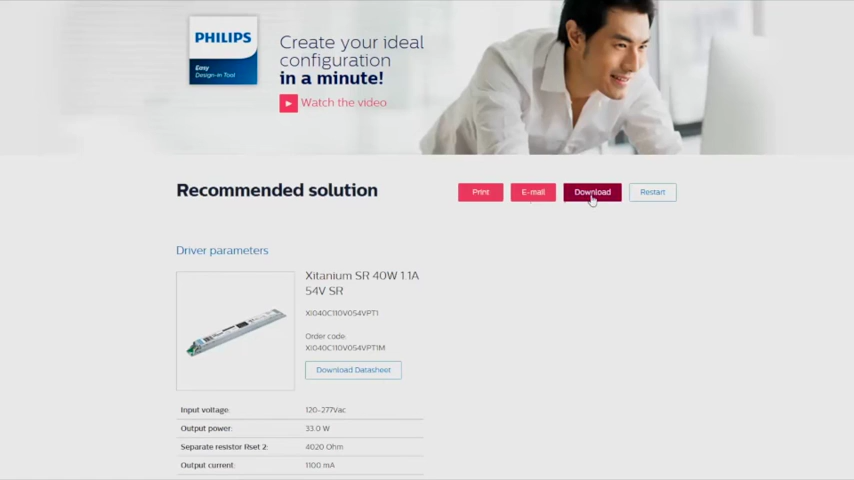 PHILIPS
Easy
Design-in Tool
Create your ideal
configuration
in a minute!
Watch the video
Recommended solution
Print
E-mail
Download
Restart
Driver parameters
Xitanium SR 40W 1.1A
54V SR
XI040C110V054VPT1
Order code:
XI040C110V054VPT1M
Download Datasheet
Input voltage: 120-277Vac
Output power: 33.0 W
Separate resistor Rset 2: 4020 Ohm
Output current: 1100 mA